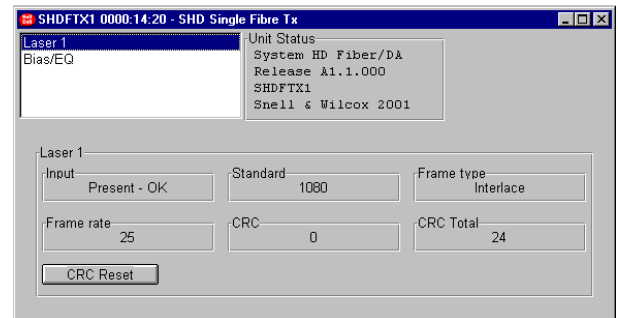 SHDFTX1 0000:14:20 - SHD Single Fibre Tx
Laser 1
Bias/EQ
Unit Status
System HD Fiber/DA
Release A1.1.000
SHDFTX1
Snell & Wilcox 2001
Laser 1
Input
Present - OK
Standard
1080
Frame type
Interlace
Frame rate
25
CRC
0
CRC Total
24
CRC Reset